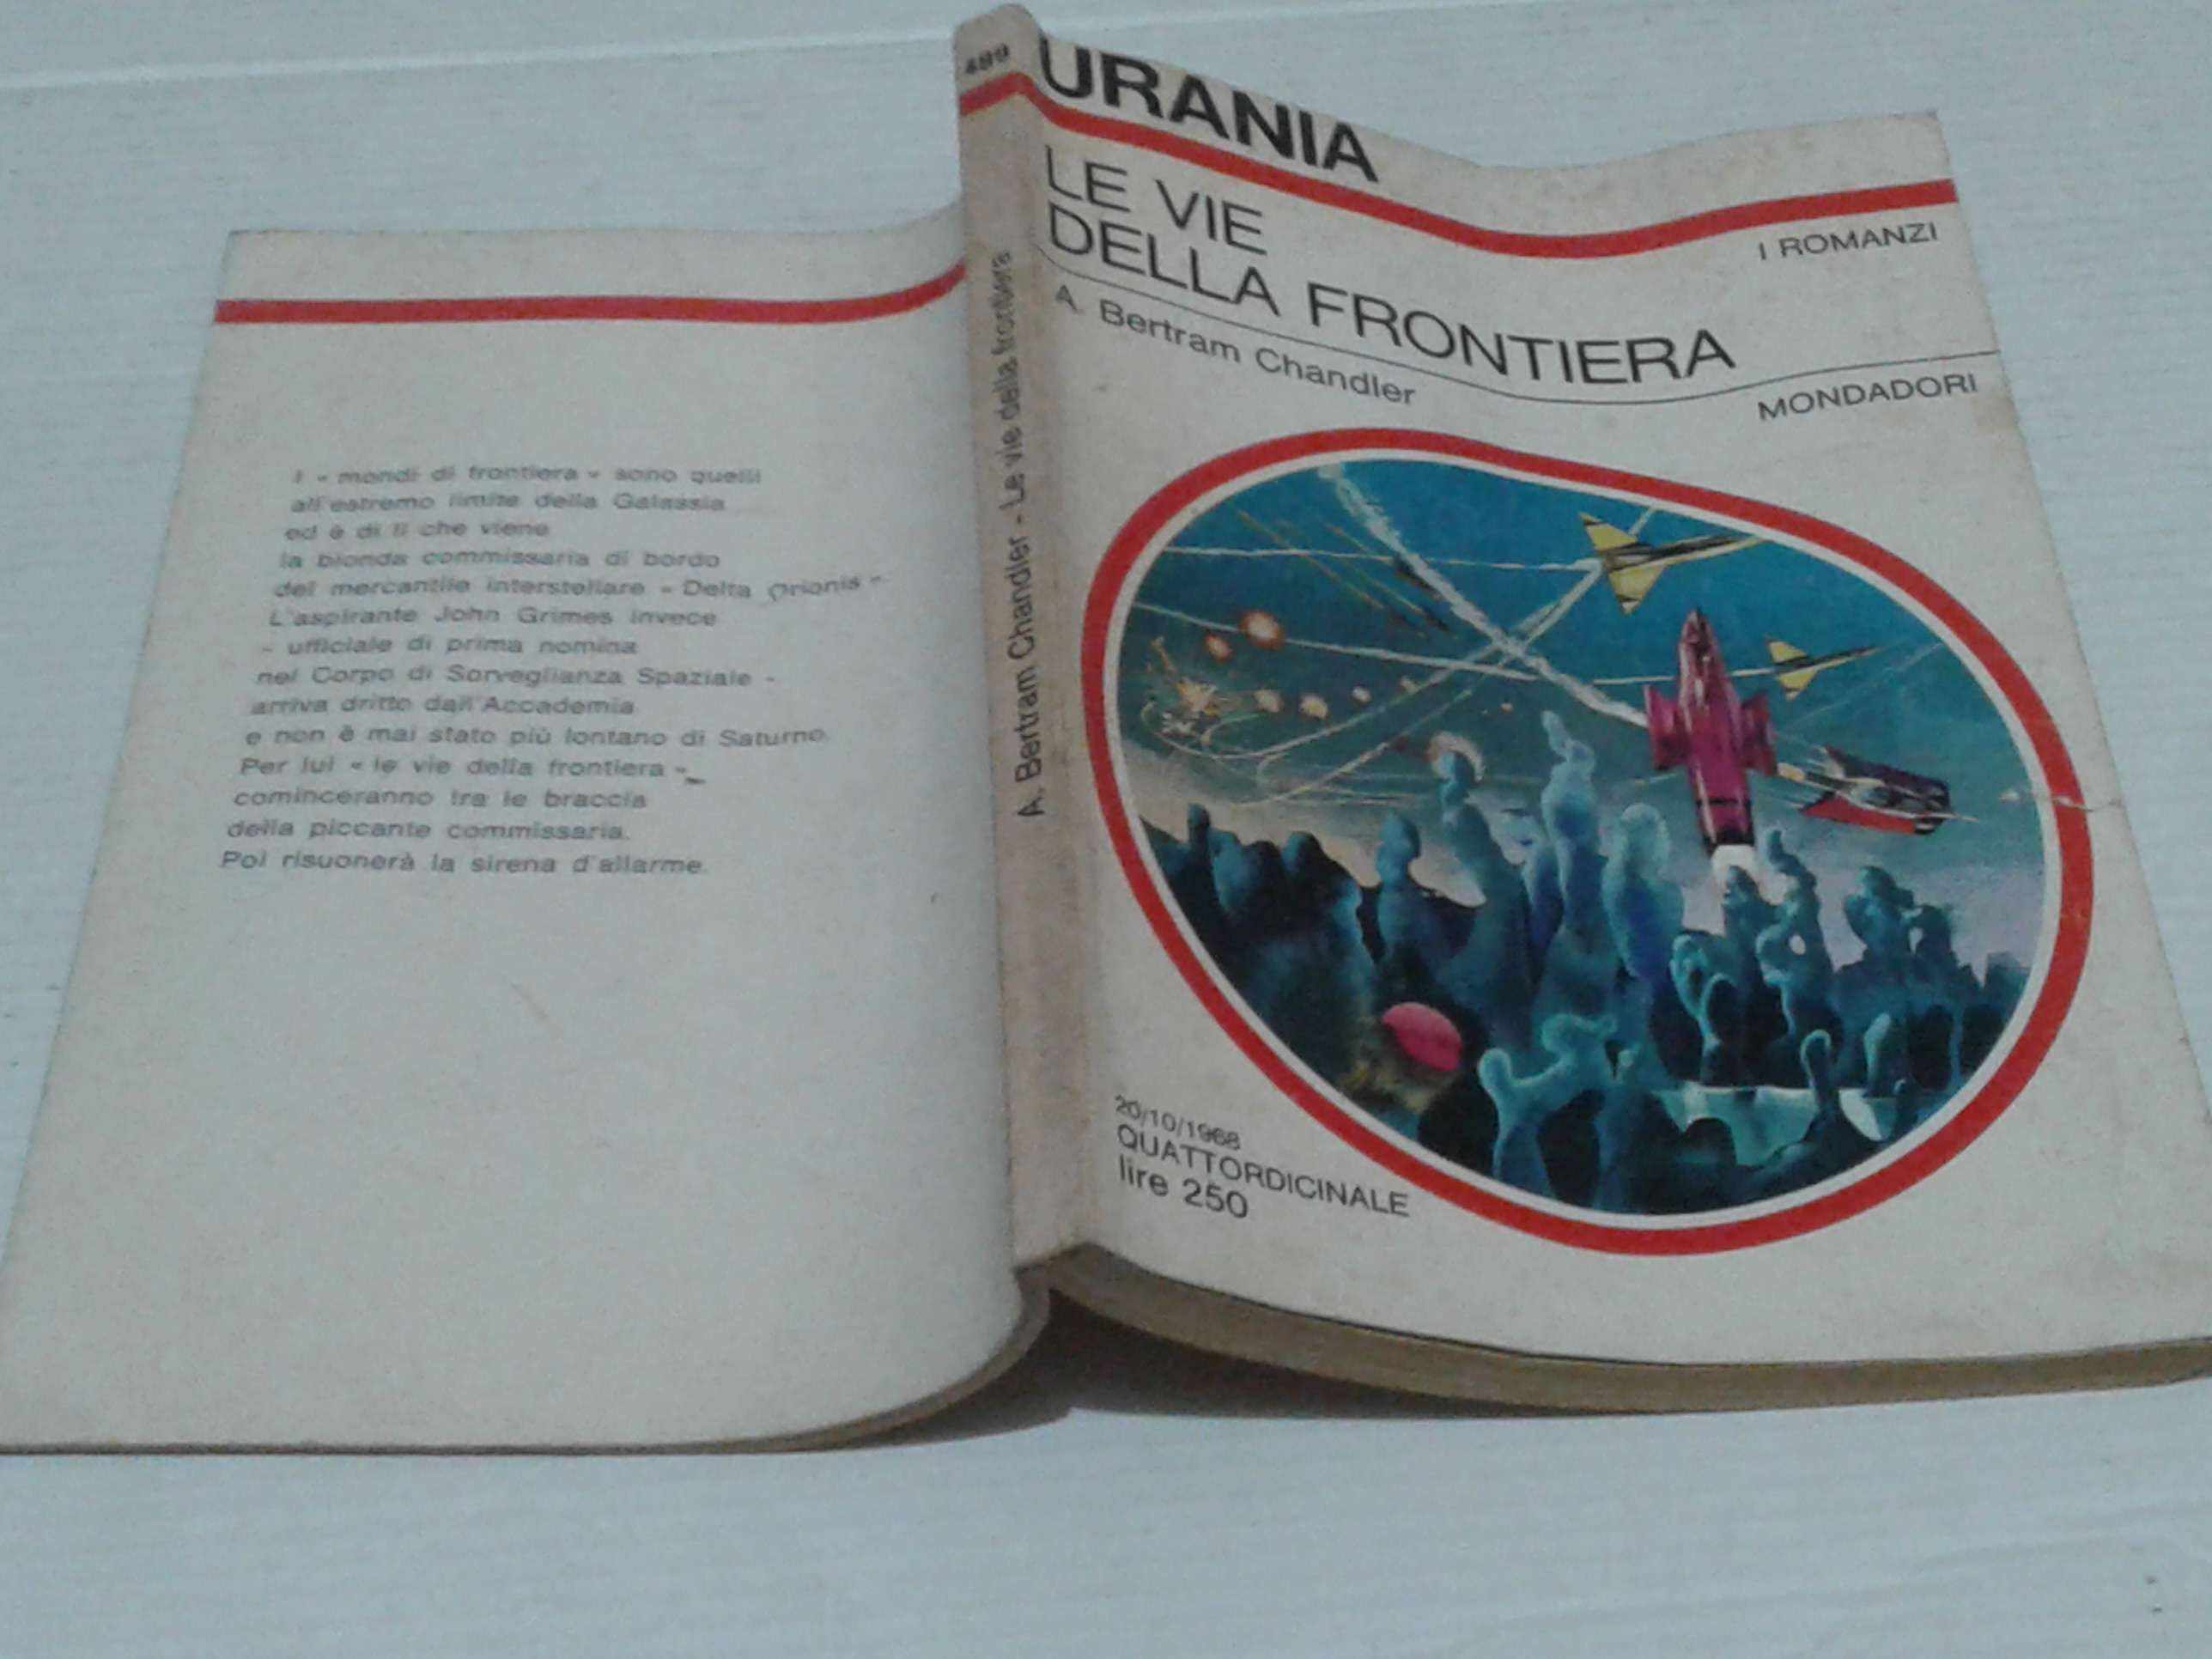 I « mondi di frontiera » sono quelli
all'estremo limite della Galassia
ed è di lì che viene
la bionda commissaria di bordo
del mercantile interstellare « Delta Orionis »
L'aspirante John Grimes invece
- ufficiale di prima nomina
nel Corpo di Sorveglianza Spaziale -
arriva dritto dall'Accademia
e non è mai stato più lontano di Saturno.
Per lui « le vie della frontiera »
cominceranno tra le braccia
della piccante commissaria.
Poi risuonerà la sirena d'allarme.
499
A. Bertram Chandler - Le vie della frontiera
URANIA
LE VIE
DELLA FRONTIERA
I ROMANZI
A. Bertram Chandler
MONDADORI
20/10/1968
QUATTORDICINALE
lire 250